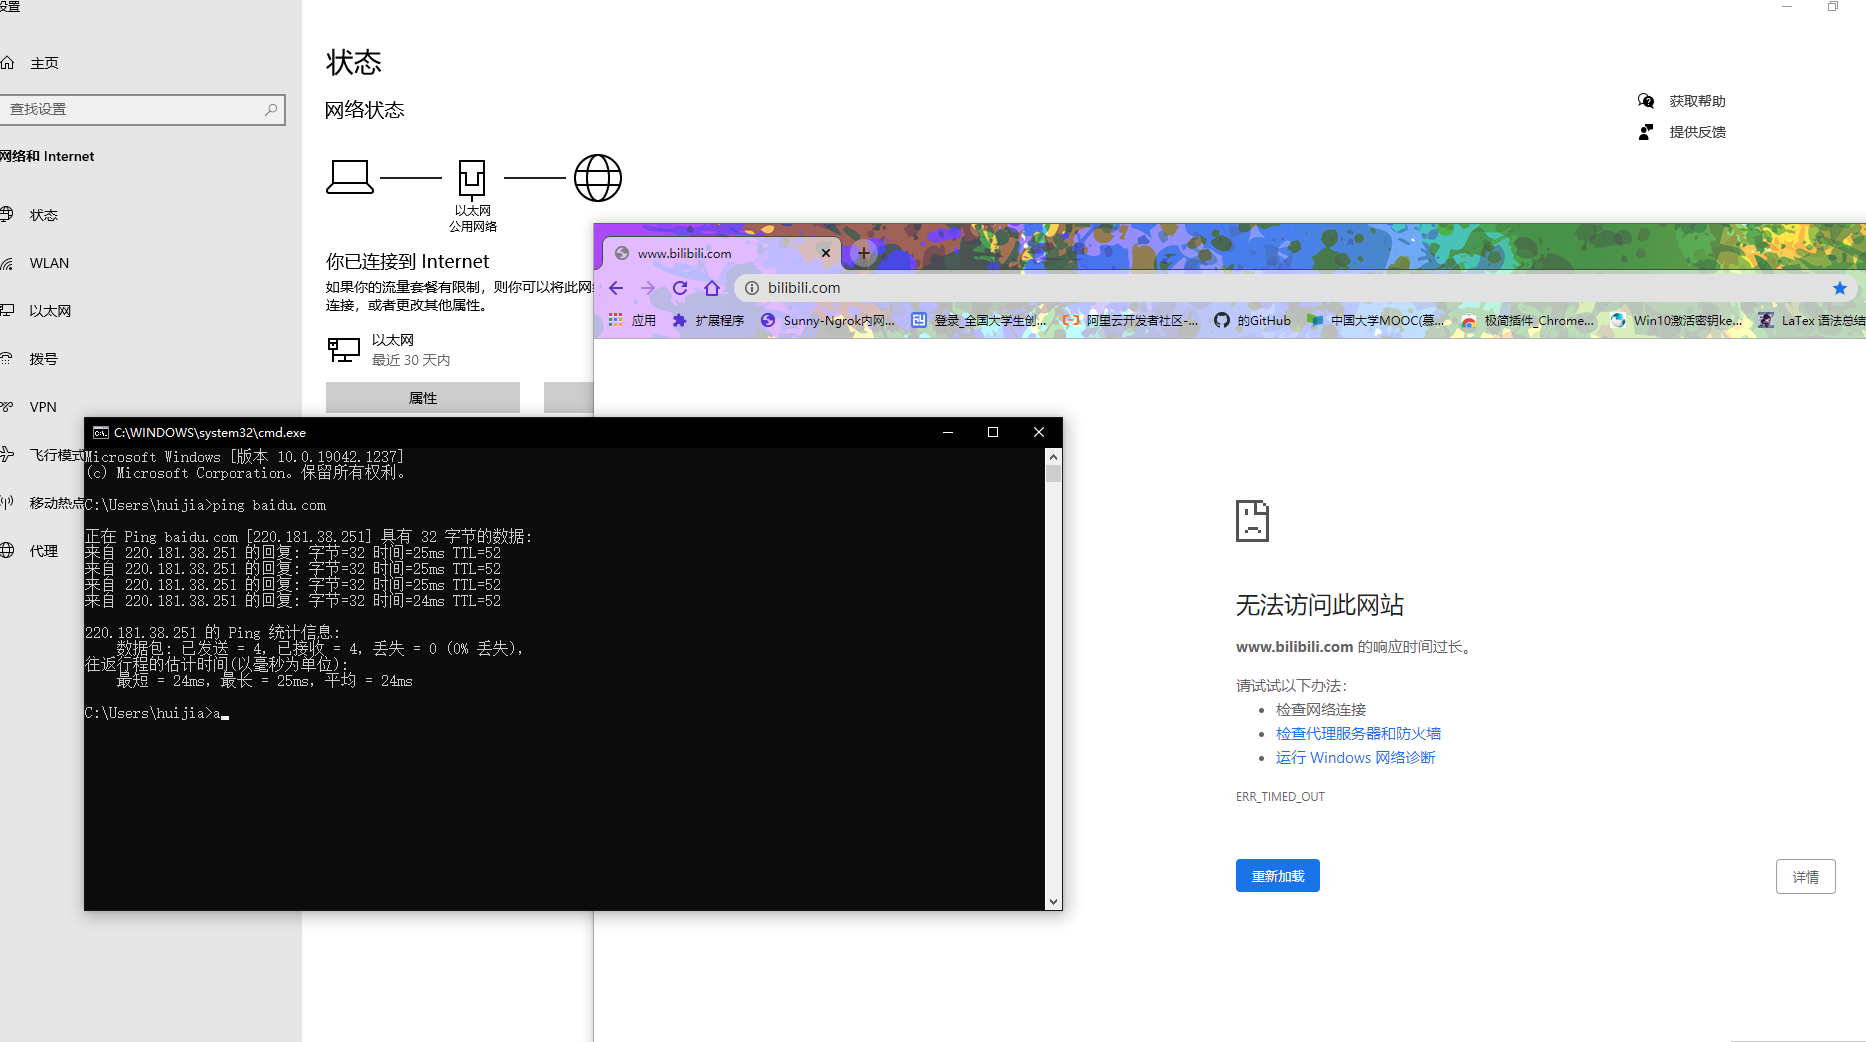 设置
主页
查找设置
网络和 Internet
状态
WLAN
以太网
拨号
VPN
飞行模式
移动热点
代理
状态
网络状态
以太网
公用网络
你已连接到 Internet
如果你的流量套餐有限制，则你可以将此网络
连接，或者更改其他属性。
以太网
最近 30 天内
属性
获取帮助
提供反馈
www.bilibili.com
bilibili.com
应用
扩展程序
Sunny-Ngrok内网...
登录_全国大学生创...
阿里云开发者社区-...
的GitHub
中国大学MOOC(慕...
极简插件_Chrome...
Win10激活密钥ke...
LaTex 语法总结
C:\WINDOWS\system32\cmd.exe
Microsoft Windows [版本 10.0.19042.1237]
(c) Microsoft Corporation。保留所有权利。
C:\Users\huijia>ping baidu.com
正在 Ping baidu.com [220.181.38.251] 具有 32 字节的数据:
来自 220.181.38.251 的回复: 字节=32 时间=25ms TTL=52
来自 220.181.38.251 的回复: 字节=32 时间=25ms TTL=52
来自 220.181.38.251 的回复: 字节=32 时间=25ms TTL=52
来自 220.181.38.251 的回复: 字节=32 时间=24ms TTL=52
220.181.38.251 的 Ping 统计信息:
数据包: 已发送 = 4，已接收 = 4，丢失 = 0 (0% 丢失)，
往返行程的估计时间(以毫秒为单位):
最短 = 24ms，最长 = 25ms，平均 = 24ms
C:\Users\huijia>a
无法访问此网站
www.bilibili.com 的响应时间过长。
请试试以下办法：
检查网络连接
检查代理服务器和防火墙
运行 Windows 网络诊断
ERR_TIMED_OUT
重新加载
详情